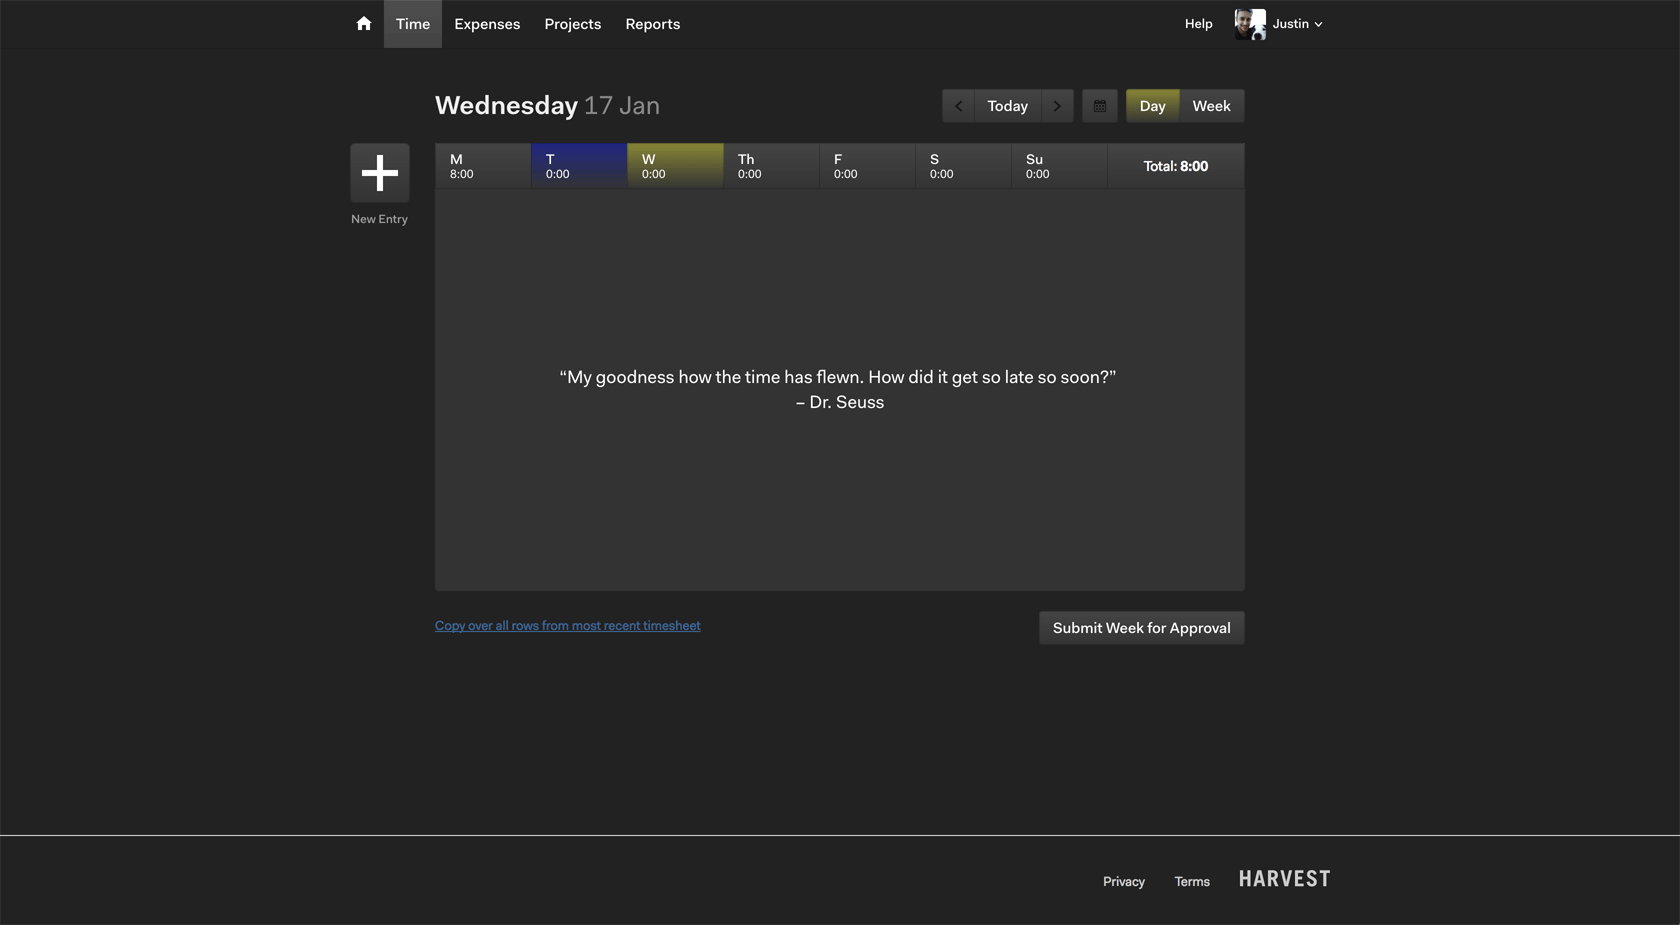 Time Expenses Projects Reports Help Justin
Wednesday 17 Jan
Today
Day Week
New Entry
M 8:00
T 0:00
W 0:00
Th 0:00
F 0:00
S 0:00
Su 0:00
Total: 8:00
“My goodness how the time has flewn. How did it get so late so soon?”
– Dr. Seuss
Copy over all rows from most recent timesheet
Submit Week for Approval
Privacy Terms HARVEST